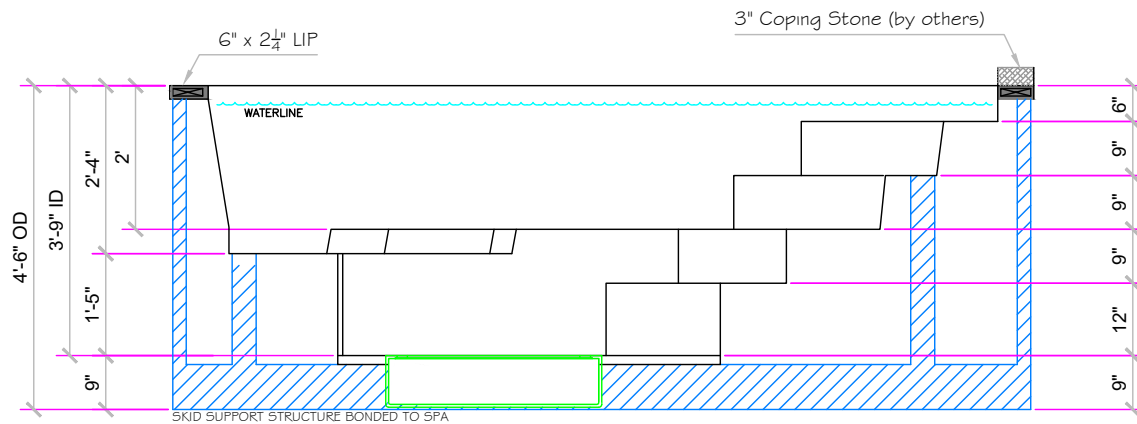 3" Coping Stone (by others)
6" x 2¼" LIP
WATERLINE
4'-6" OD
3'-9" ID
2'-4"
2'
1'-5"
9"
6"
9"
9"
9"
12"
9"
SKID SUPPORT STRUCTURE BONDED TO SPA